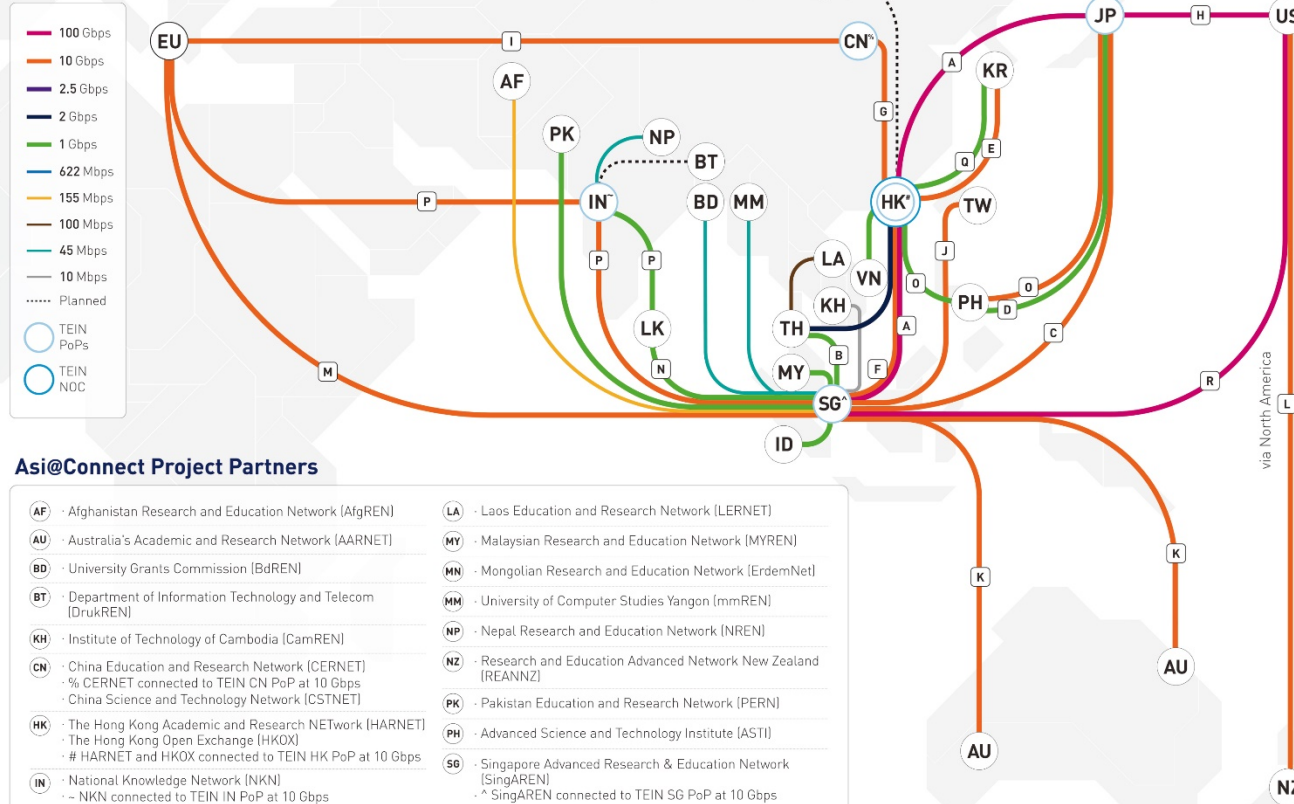 100 Gbps
10 Gbps
2.5 Gbps
2 Gbps
1 Gbps
622 Mbps
155 Mbps
100 Mbps
45 Mbps
10 Mbps
Planned
TEIN
PoPs
TEIN
NOC
EU
I
CN%
JP
H
US
AF
A
KR
G
PK
NP
BT
Q
E
P
IN~
BD
MM
HK#
TW
P
P
LA
VN
J
KH
O
PH
O
D
LK
TH
A
C
B
N
MY
F
M
SG^
R
L
ID
via North America
K
K
AU
AU
NZ
Asi@Connect Project Partners
AF · Afghanistan Research and Education Network (AfgREN)
AU · Australia's Academic and Research Network (AARNET)
BD · University Grants Commission (BdREN)
BT · Department of Information Technology and Telecom
(DrukREN)
KH · Institute of Technology of Cambodia (CamREN)
CN · China Education and Research Network (CERNET)
· % CERNET connected to TEIN CN PoP at 10 Gbps
· China Science and Technology Network (CSTNET)
HK · The Hong Kong Academic and Research NETwork (HARNET)
· The Hong Kong Open Exchange (HKOX)
· # HARNET and HKOX connected to TEIN HK PoP at 10 Gbps
IN · National Knowledge Network (NKN)
· ~ NKN connected to TEIN IN PoP at 10 Gbps
LA · Laos Education and Research Network (LERNET)
MY · Malaysian Research and Education Network (MYREN)
MN · Mongolian Research and Education Network (ErdemNet)
MM · University of Computer Studies Yangon (mmREN)
NP · Nepal Research and Education Network (NREN)
NZ · Research and Education Advanced Network New Zealand
(REANNZ)
PK · Pakistan Education and Research Network (PERN)
PH · Advanced Science and Technology Institute (ASTI)
SG · Singapore Advanced Research & Education Network
(SingAREN)
· ^ SingAREN connected to TEIN SG PoP at 10 Gbps